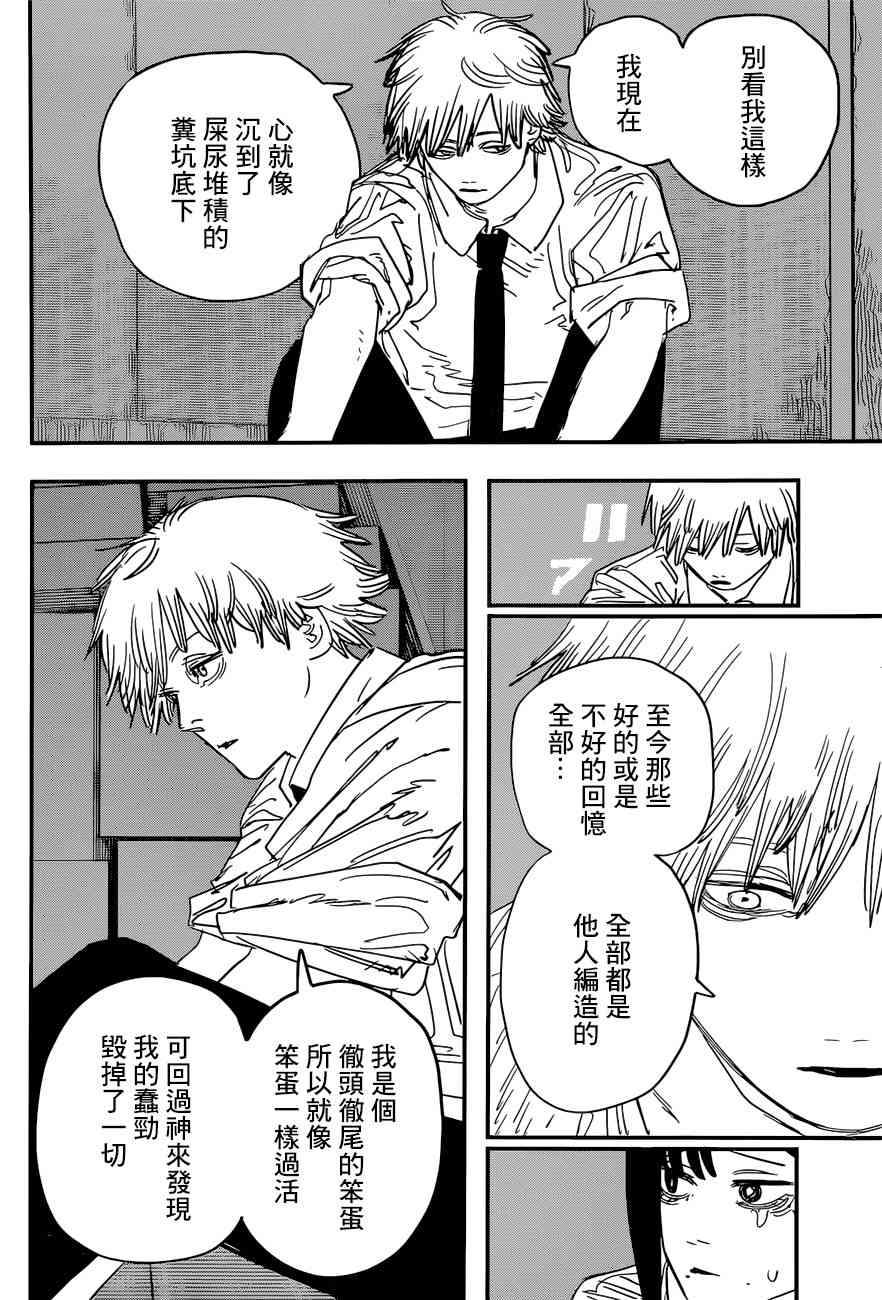 別看我這樣
我現在
心就像
沉到了
屎尿堆積的
糞坑底下
ハァ
至今那些
好的或是
不好的回憶
全部…
全部都是
他人編造的
我是個
徹頭徹尾的笨蛋
所以就像
笨蛋一樣過活
可回過神來發現
我的蠢勁
毀掉了一切